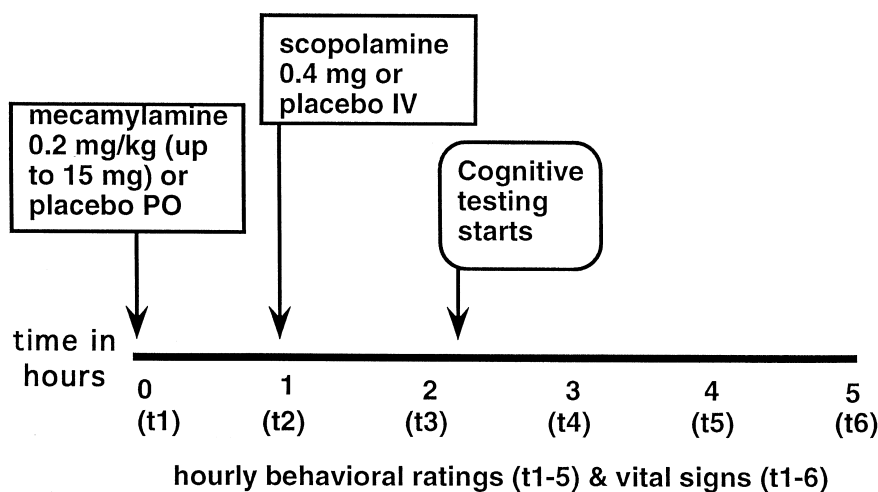 scopolamine
0.4 mg or
placebo IV
mecamylamine
0.2 mg/kg (up
to 15 mg) or
placebo PO
Cognitive
testing
starts
time in
hours
0 1 2 3 4 5
(t1) (t2) (t3) (t4) (t5) (t6)
hourly behavioral ratings (t1-5) & vital signs (t1-6)